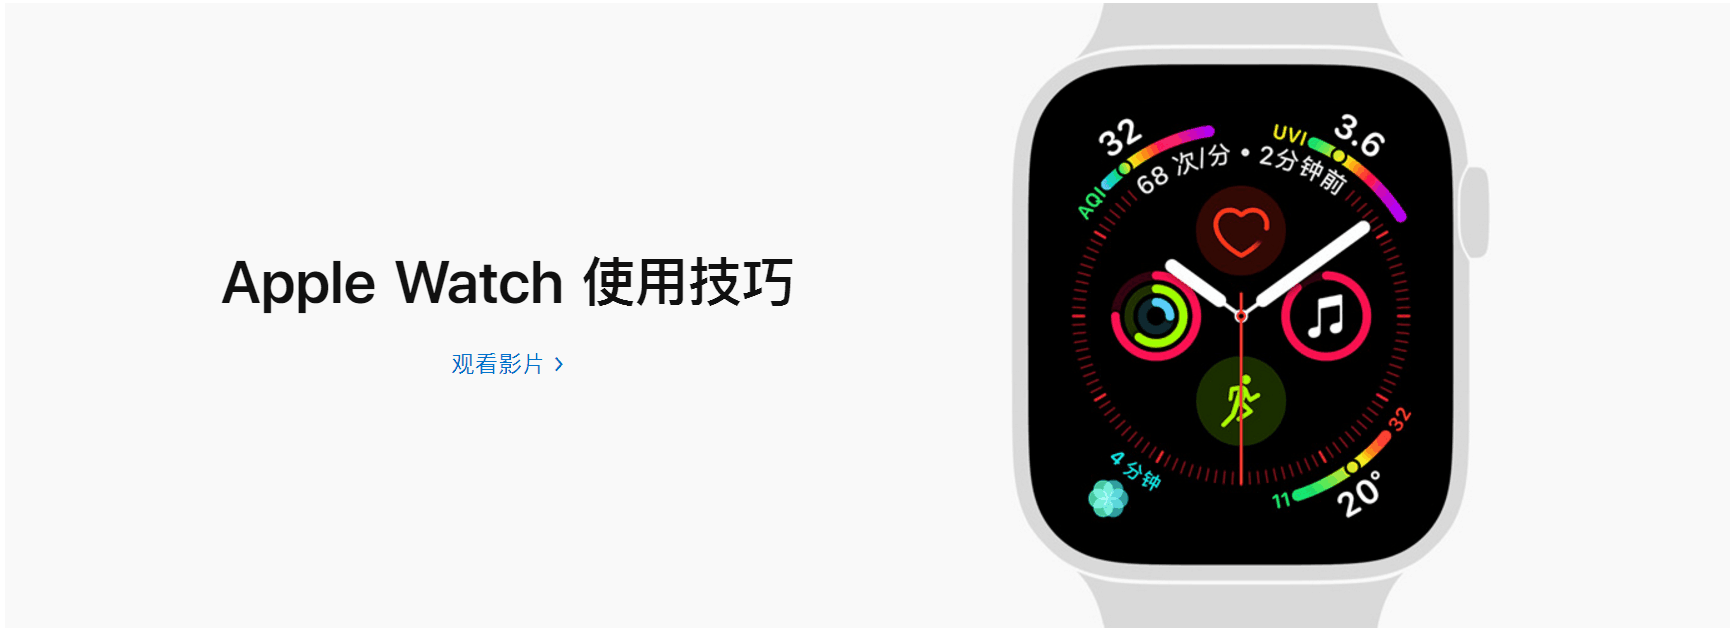 Apple Watch 使用技巧
观看影片 >
32
AQI
68 次/分 • 2分钟前
UVI
3.6
4 分钟
11
20°
32